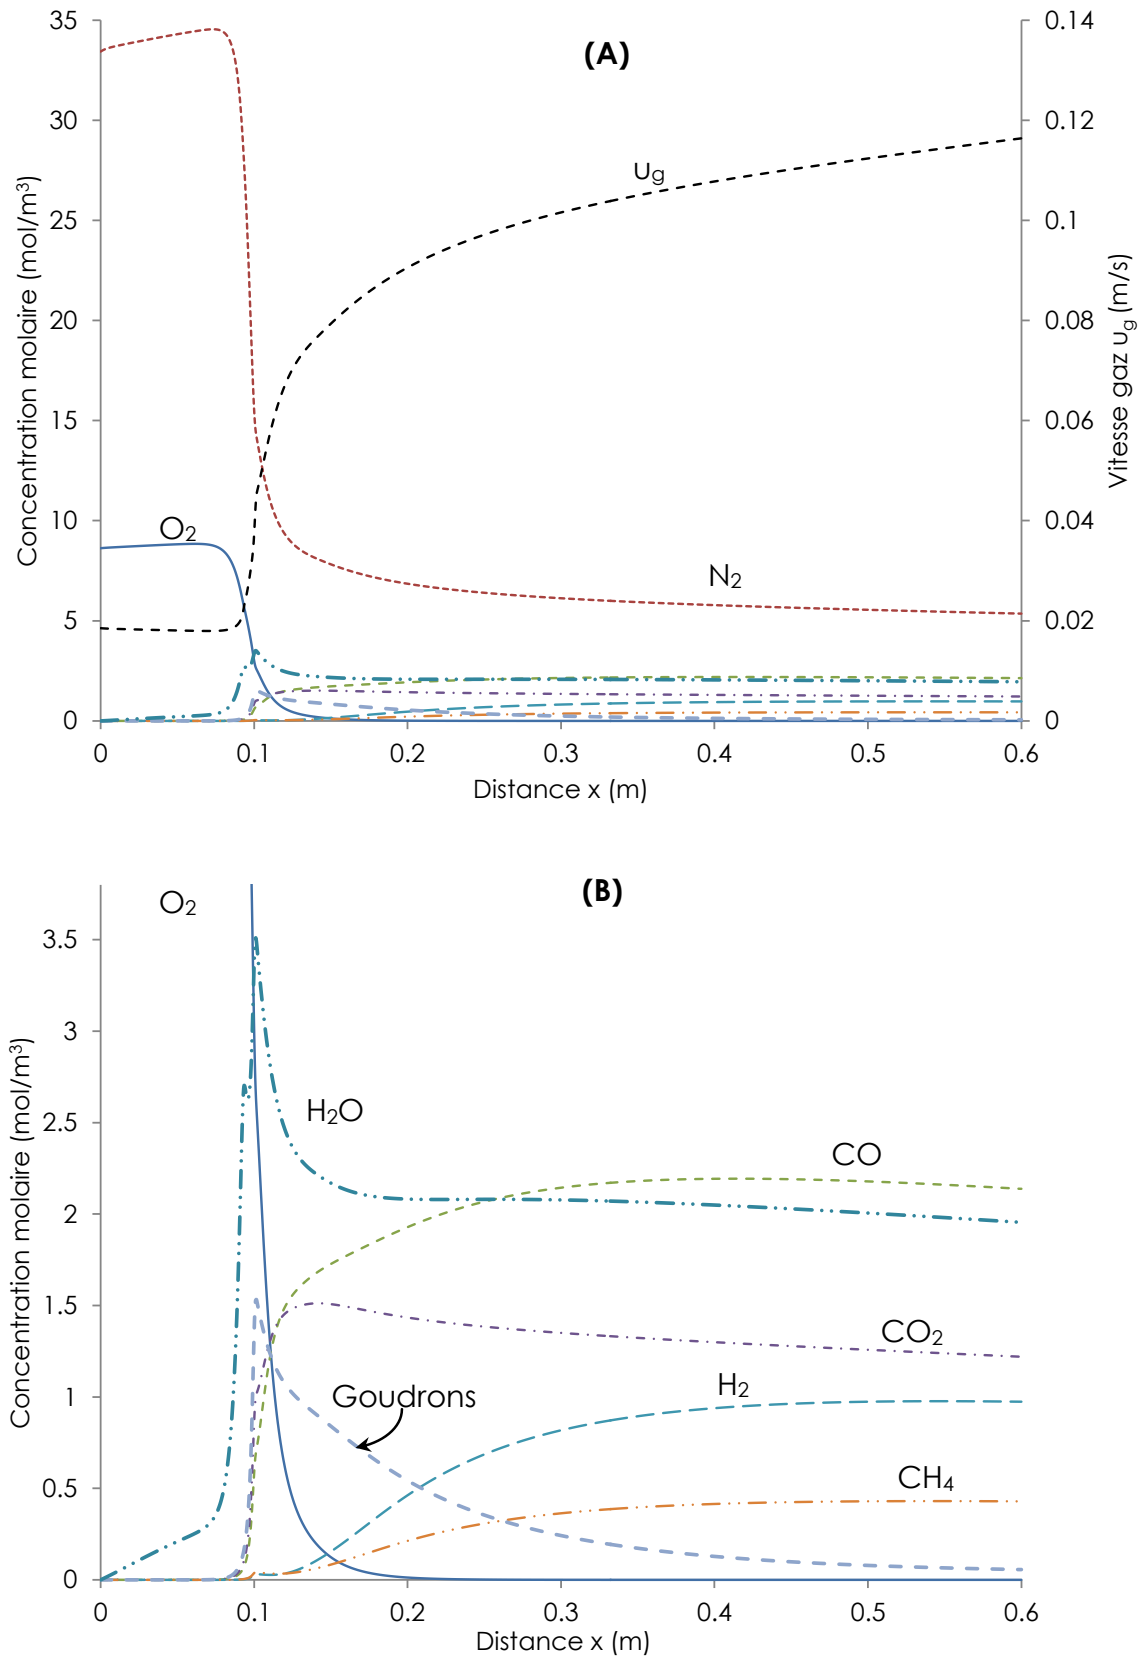 (A)
35
30
25
20
15
10
5
0
Concentration molaire (mol/m³)
0.14
0.12
0.1
0.08
0.06
0.04
0.02
0
Vitesse gaz ug (m/s)
ug
O2
N2
0 0.1 0.2 0.3 0.4 0.5 0.6
Distance x (m)
(B)
3.5
3
2.5
2
1.5
1
0.5
0
Concentration molaire (mol/m³)
O2
H2O
CO
CO2
H2
Goudrons
CH4
0 0.1 0.2 0.3 0.4 0.5 0.6
Distance x (m)